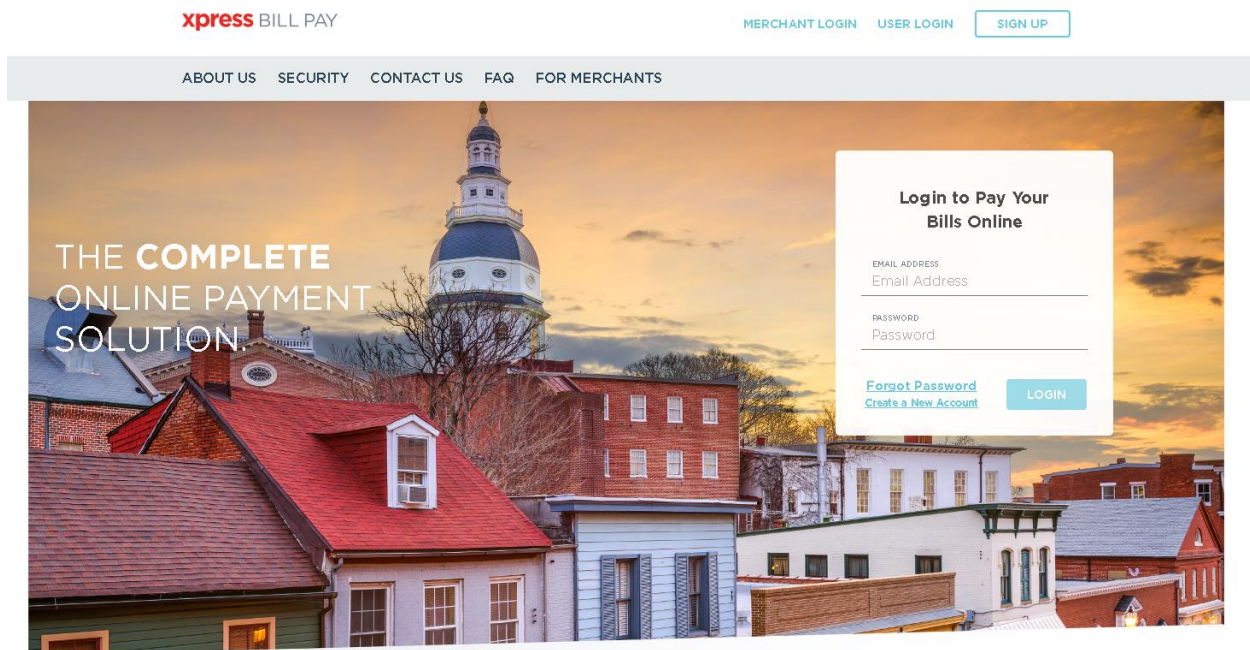 xpress BILL PAY
MERCHANT LOGIN USER LOGIN SIGN UP
ABOUT US SECURITY CONTACT US FAQ FOR MERCHANTS
THE COMPLETE
ONLINE PAYMENT
SOLUTION.
Login to Pay Your
Bills Online
EMAIL ADDRESS
Email Address
PASSWORD
Password
Forgot Password
Create a New Account
LOGIN